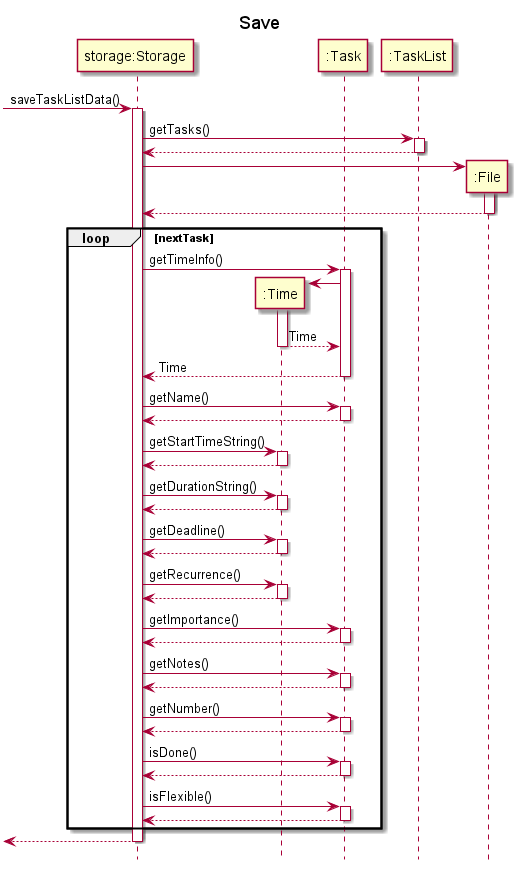 Save
storage:Storage
:Task
:TaskList
saveTaskListData()
getTasks()
:File
loop
[nextTask]
getTimeInfo()
:Time
Time
Time
getName()
getStartTimeString()
getDurationString()
getDeadline()
getRecurrence()
getImportance()
getNotes()
getNumber()
isDone()
isFlexible()